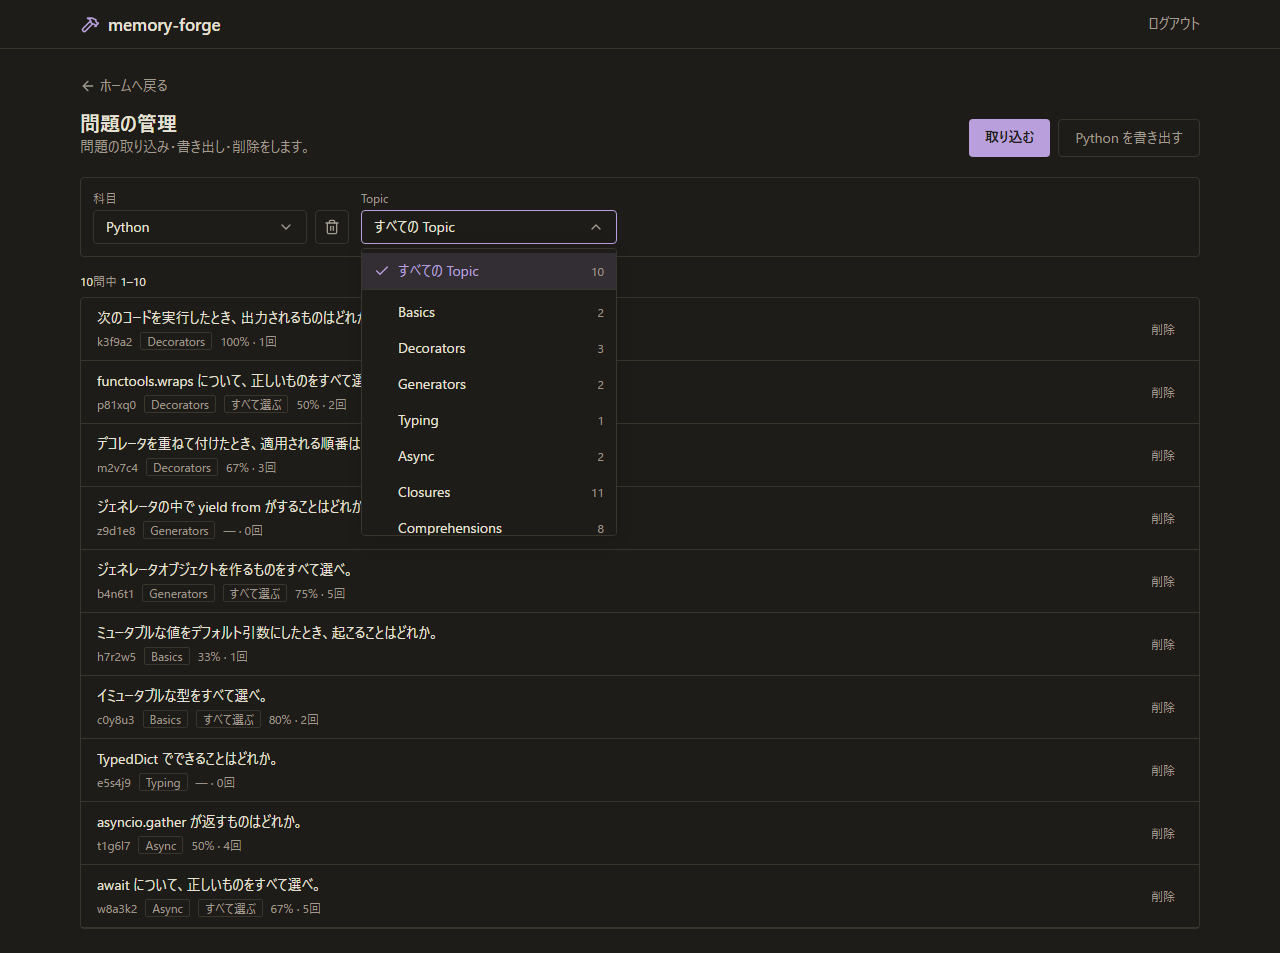 memory-forge
ログアウト
ホームへ戻る
問題の管理
問題の取り込み・書き出し・削除をします。
取り込む
Python を書き出す
科目
Topic
Python
すべての Topic
すべての Topic 10
Basics 2
Decorators 3
Generators 2
Typing 1
Async 2
Closures 11
Comprehensions 8
10問中 1–10
次のコードを実行したとき、出力されるものはどれ
k3f9a2 Decorators 100% · 1回
削除
functools.wraps について、正しいものをすべて
p81xq0 Decorators すべて選ぶ 50% · 2回
削除
デコレータを重ねて付けたとき、適用される順番は
m2v7c4 Decorators 67% · 3回
削除
ジェネレータの中で yield from がすることはどれ
z9d1e8 Generators — · 0回
削除
ジェネレータオブジェクトを作るものをすべて選べ。
b4n6t1 Generators すべて選ぶ 75% · 5回
削除
ミュータブルな値をデフォルト引数にしたとき、起こることはどれか。
h7r2w5 Basics 33% · 1回
削除
イミュータブルな型をすべて選べ。
c0y8u3 Basics すべて選ぶ 80% · 2回
削除
TypedDict でできることはどれか。
e5s4j9 Typing — · 0回
削除
asyncio.gather が返すものはどれか。
t1g6l7 Async 50% · 4回
削除
await について、正しいものをすべて選べ。
w8a3k2 Async すべて選ぶ 67% · 5回
削除